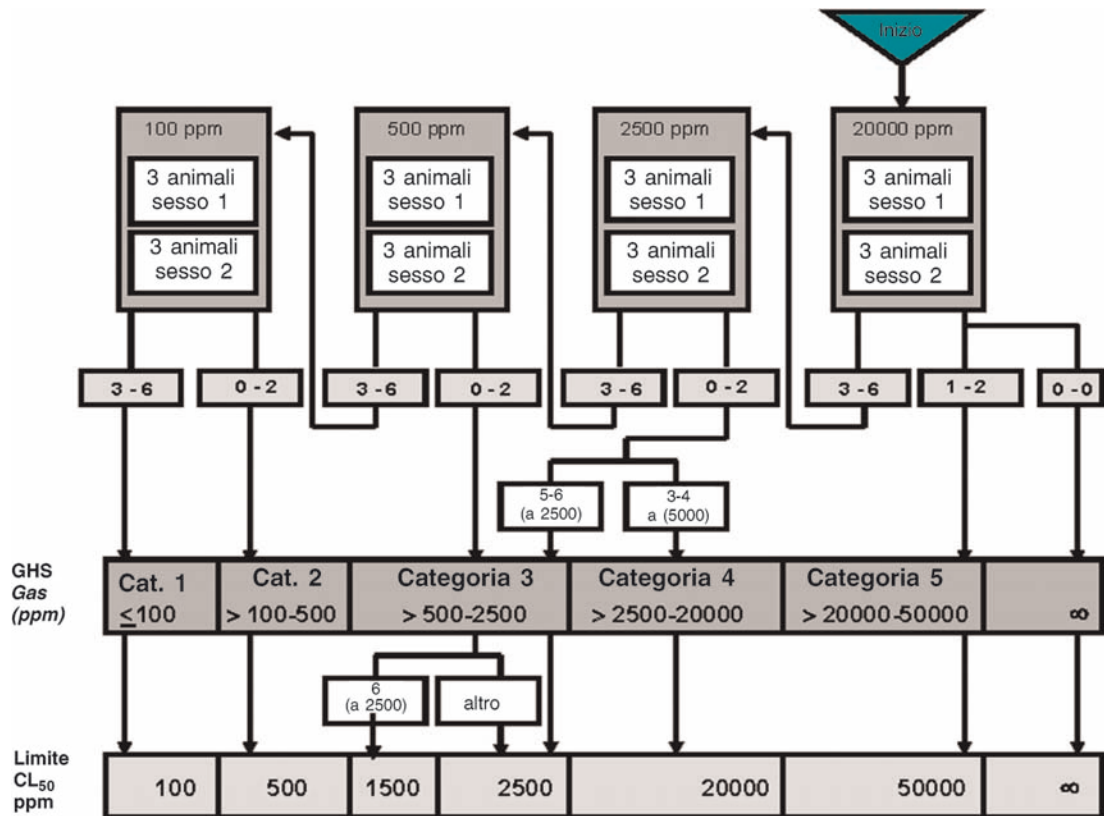 Inizio
100 ppm
500 ppm
2500 ppm
20000 ppm
3 animali
sesso 1
3 animali
sesso 1
3 animali
sesso 1
3 animali
sesso 1
3 animali
sesso 2
3 animali
sesso 2
3 animali
sesso 2
3 animali
sesso 2
3 - 6
0 - 2
3 - 6
0 - 2
3 - 6
0 - 2
3 - 6
1 - 2
0 - 0
5-6
(a 2500)
3-4
a (5000)
GHS
Gas
(ppm)
Cat. 1
≤100
Cat. 2
> 100-500
Categoria 3
> 500-2500
Categoria 4
> 2500-20000
Categoria 5
> 20000-50000
∞
6
(a 2500)
altro
Limite
CL50
ppm
100
500
1500
2500
20000
50000
∞